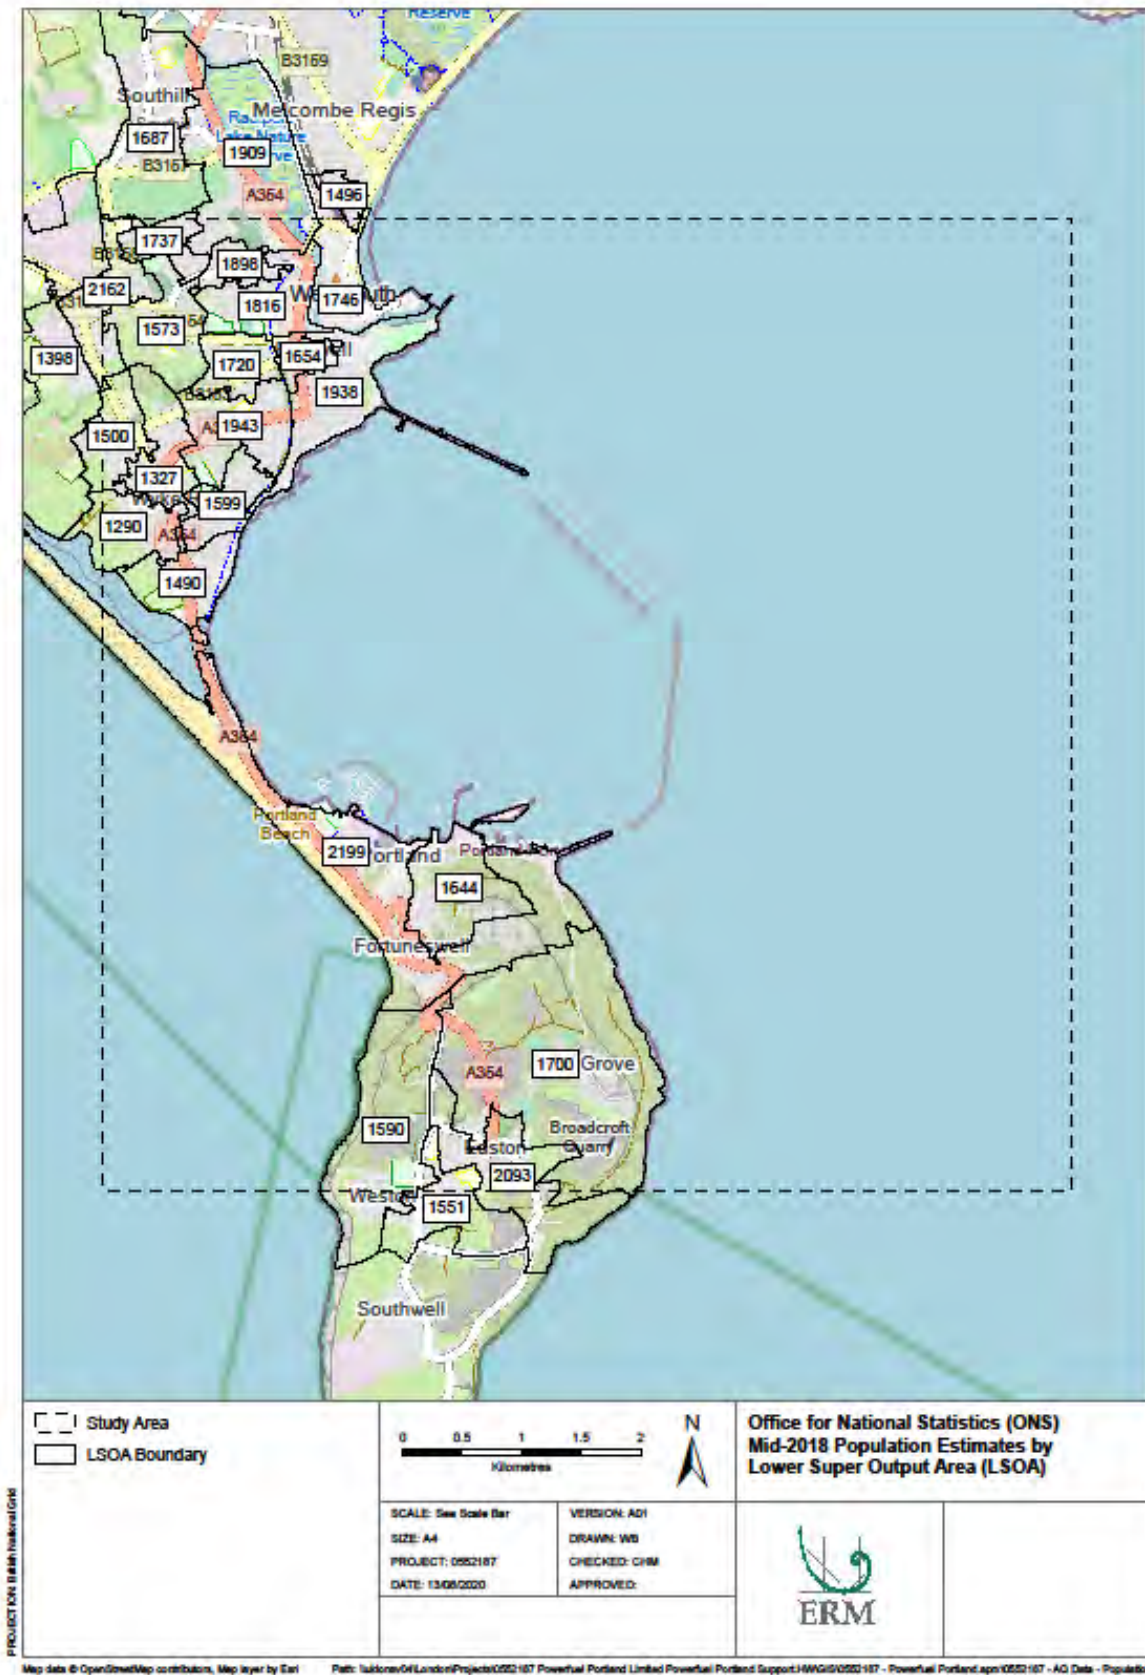 Reserve
B3159
Southill
Melcombe Regis
1687
1909
B3157
A354
1496
1737
1898
2162
1816
1746
1573
1398
1720
1654
1938
1943
1500
1327
1599
1290
A354
1490
A354
Portland
Beach
2199
Portland
1644
Fortuneswell
1700
Grove
A354
1590
Broadcroft
Quarry
Easton
2093
1551
Southwell
Study Area
LSOA Boundary
0 0.5 1 1.5 2
Kilometres
N
Office for National Statistics (ONS)
Mid-2018 Population Estimates by
Lower Super Output Area (LSOA)
SCALE: See Scale Bar
VERSION: A01
SIZE: A4
DRAWN: WB
PROJECT: 0552187
CHECKED: CHM
DATE: 13/08/2020
APPROVED:
ERM
PROJECTION: British National Grid
Map data © OpenStreetMap contributors, Map layer by Esri